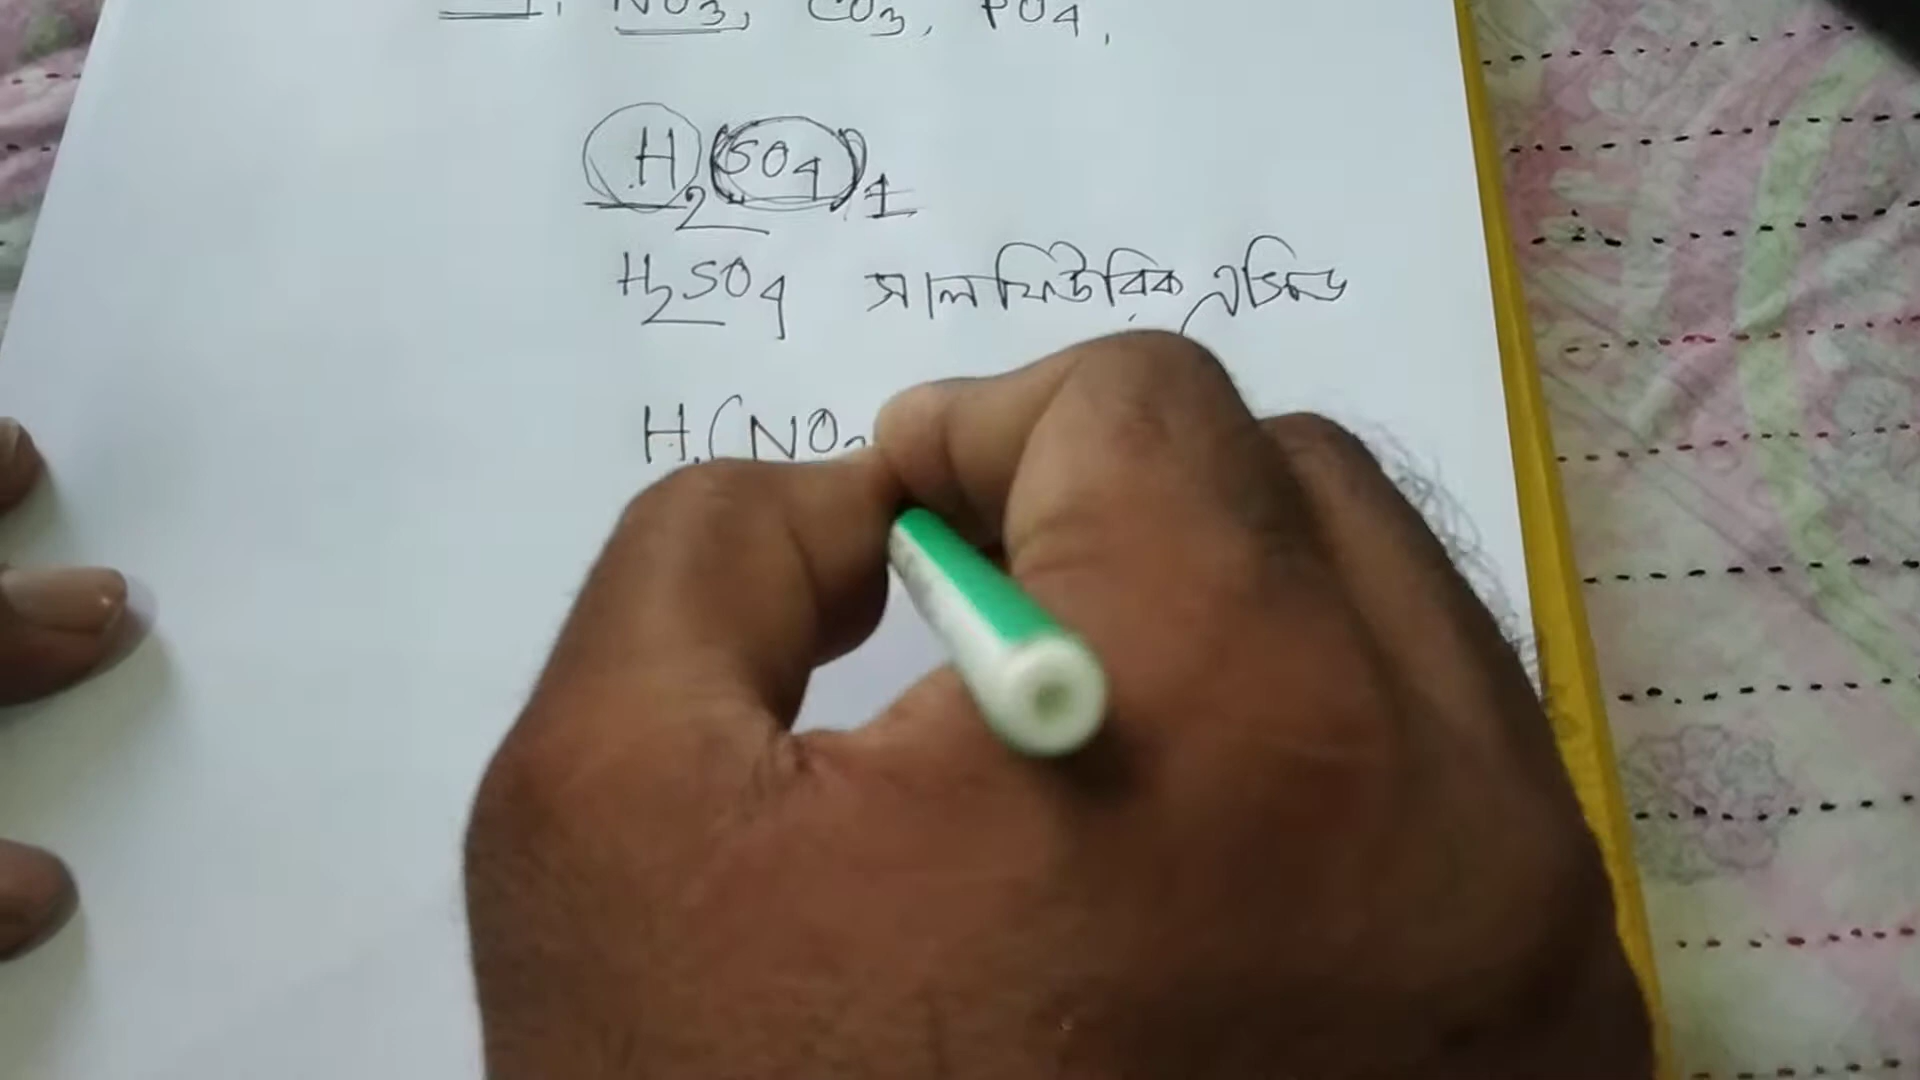 NO3, CO3, PO4,
H2(SO4)1
H2SO4 সালফিউরিক এসিড
H (NO3